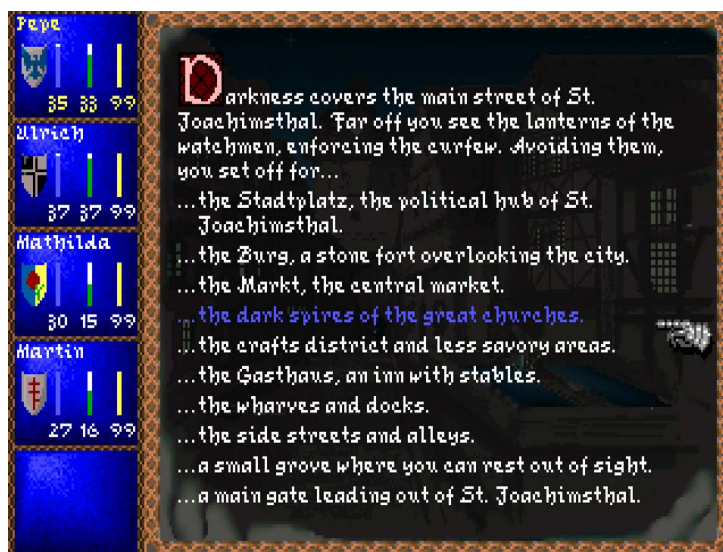 Pepe
35 33 99
Ulrich
37 37 99
Mathilda
30 15 99
Martin
27 16 99
Darkness covers the main street of St.
Joachimsthal. Far off you see the lanterns of the
watchmen, enforcing the curfew. Avoiding them,
you set off for...
...the Stadtplatz, the political hub of St.
Joachimsthal.
...the Burg, a stone fort overlooking the city.
...the Markt, the central market.
...the dark spires of the great churches.
...the crafts district and less savory areas.
...the Gasthaus, an inn with stables.
...the wharves and docks.
...the side streets and alleys.
...a small grove where you can rest out of sight.
...a main gate leading out of St. Joachimsthal.